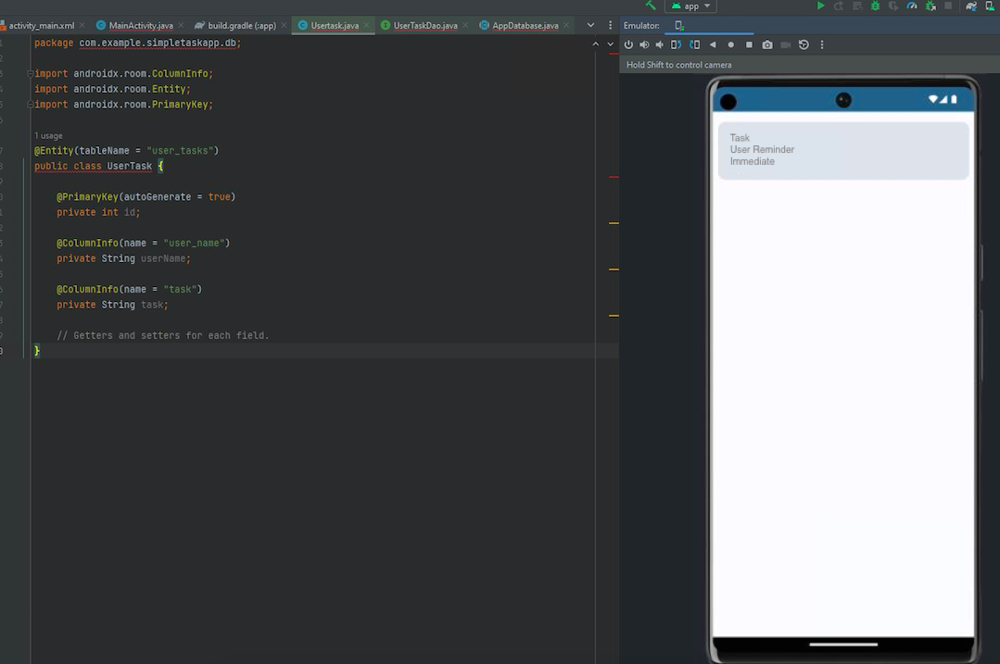 activity_main.xml
MainActivity.java
build.gradle (:app)
Usertask.java
UserTaskDao.java
AppDatabase.java
app
Emulator:
Hold Shift to control camera
package com.example.simpletaskapp.db;
import androidx.room.ColumnInfo;
import androidx.room.Entity;
import androidx.room.PrimaryKey;
1 usage
@Entity(tableName = "user_tasks")
public class UserTask {
@PrimaryKey(autoGenerate = true)
private int id;
@ColumnInfo(name = "user_name")
private String userName;
@ColumnInfo(name = "task")
private String task;
// Getters and setters for each field.
}
Task
User Reminder
Immediate